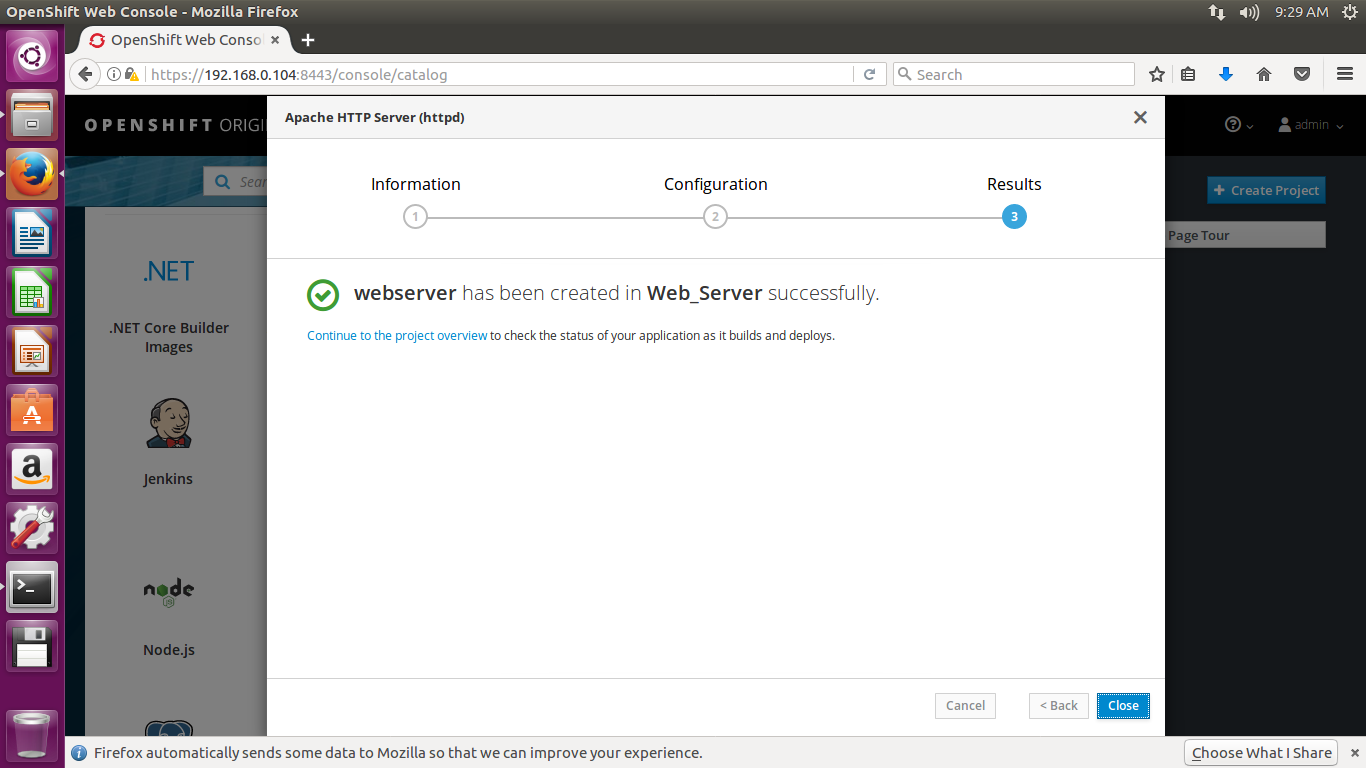 OpenShift Web Console - Mozilla Firefox
9:29 AM
OpenShift Web Conso
https://192.168.0.104:8443/console/catalog
Search
OPENSHIFT ORIGI
Apache HTTP Server (httpd)
admin
Sear
Information
Configuration
Results
Create Project
1
2
3
Page Tour
.NET
.NET Core Builder
Images
webserver has been created in Web_Server successfully.
Continue to the project overview to check the status of your application as it builds and deploys.
Jenkins
node
JS
Node.js
Cancel
< Back
Close
Firefox automatically sends some data to Mozilla so that we can improve your experience.
Choose What I Share